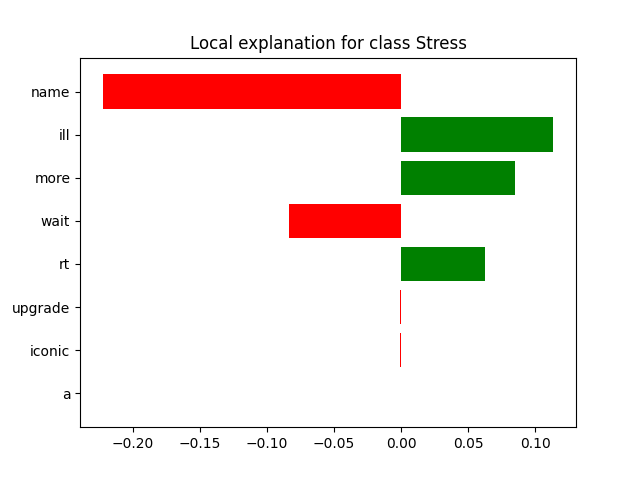 Local explanation for class Stress
name
ill
more
wait
rt
upgrade
iconic
a
−0.20 −0.15 −0.10 −0.05 0.00 0.05 0.10